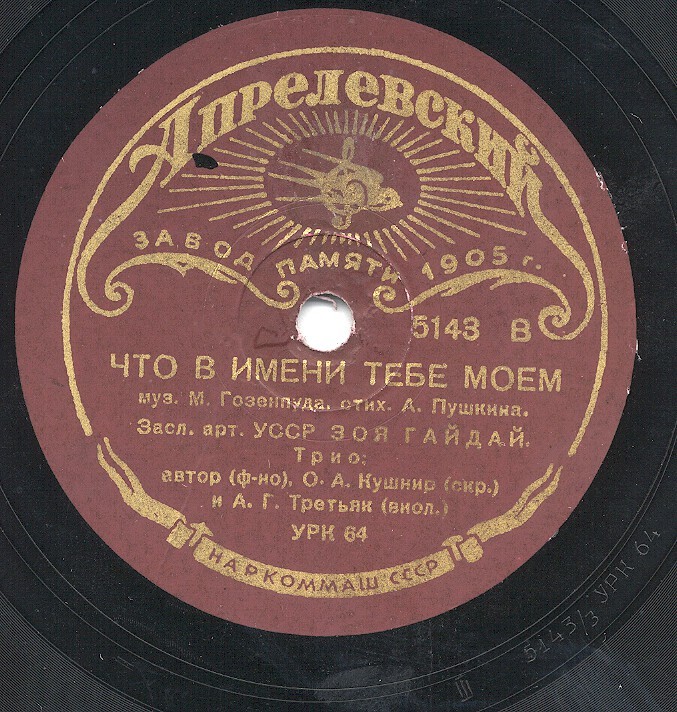 Апрелевский
ЗАВОД ПАМЯТИ 1905 г.
5143 В
ЧТО В ИМЕНИ ТЕБЕ МОЕМ
муз. М. Гозенпуда, стих. А. Пушкина.
Засл. арт. УССР ЗОЯ ГАЙДАЙ.
Трио:
автор (ф-но), О. А. Кушнир (скр.)
и А. Г. Третьяк (виол.)
УРК 64
НАРКОММАШ СССР
5143/3 УРК 64
III